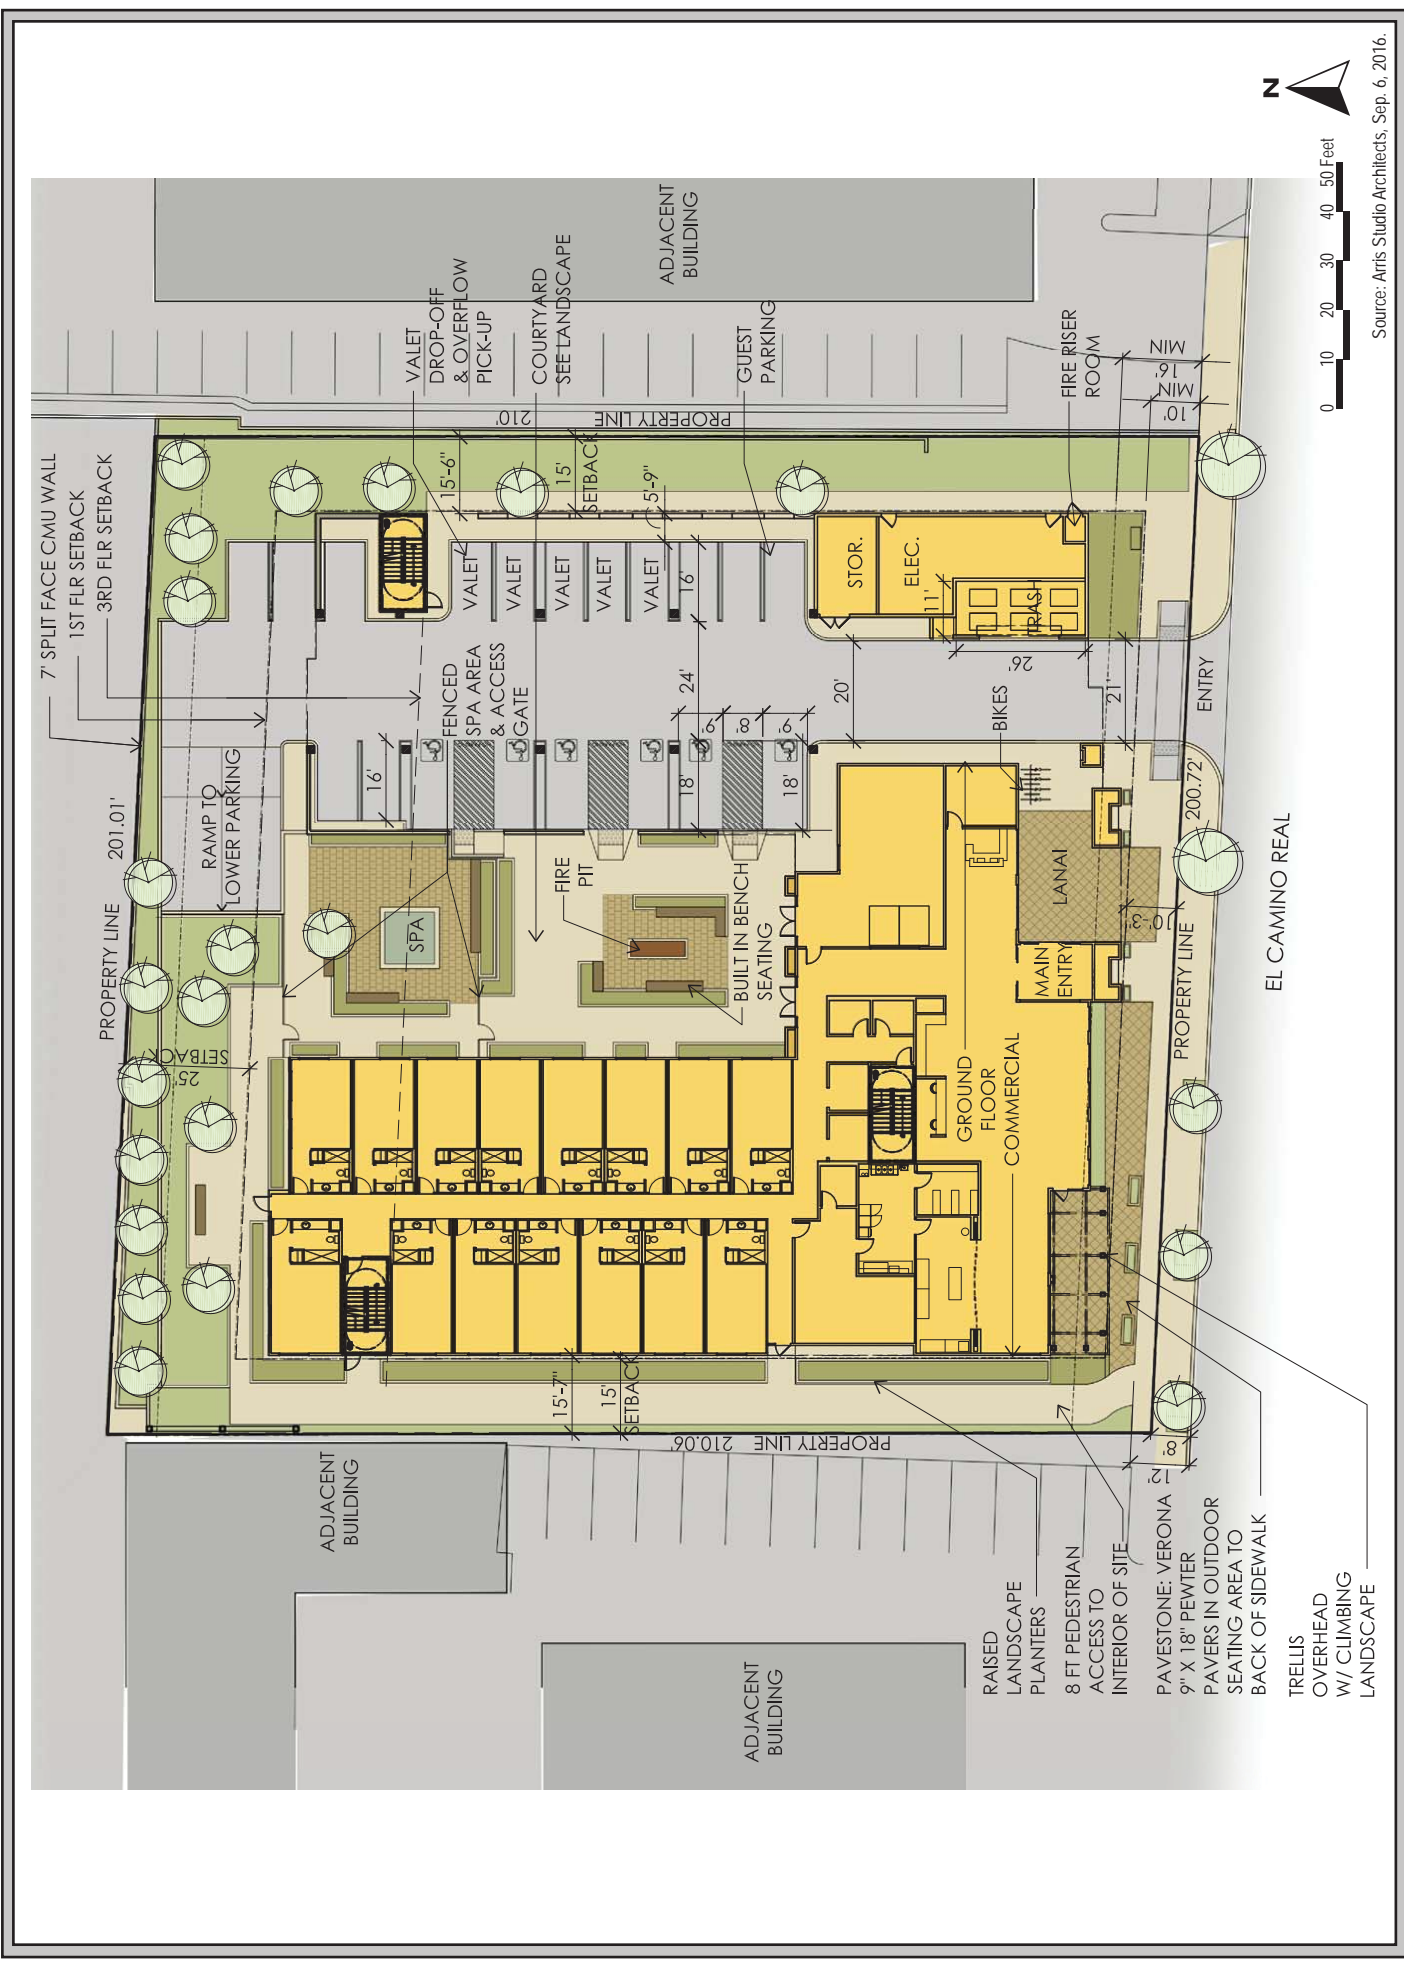 7' SPLIT FACE CMU WALL
1ST FLR SETBACK
3RD FLR SETBACK
PROPERTY LINE
201.01'
RAMP TO
LOWER PARKING
25'
SETBACK
210'
PROPERTY LINE
VALET
DROP-OFF
& OVERFLOW
PICK-UP
COURTYARD
SEE LANDSCAPE
GUEST
PARKING
FIRE RISER
ROOM
ADJACENT
BUILDING
15'-6"
15'
SETBACK
5'-9"
VALET
VALET
VALET
VALET
VALET
16'
24'
FENCED
SPA AREA
& ACCESS
GATE
16'
18'
9'
8'
9'
18'
20'
SPA
FIRE
PIT
BUILT IN BENCH
SEATING
STOR.
ELEC.
11'
TRASH
26'
21'
BIKES
LANAI
MAIN
ENTRY
10'-3"
GROUND
FLOOR
COMMERCIAL
16'
MIN
10'
MIN
ENTRY
200.72'
PROPERTY LINE
EL CAMINO REAL
15'-7"
15'
SETBACK
210.06'
PROPERTY LINE
8'
12'
ADJACENT
BUILDING
ADJACENT
BUILDING
RAISED
LANDSCAPE
PLANTERS
8 FT PEDESTRIAN
ACCESS TO
INTERIOR OF SITE
PAVESTONE: VERONA
9" X 18" PEWTER
PAVERS IN OUTDOOR
SEATING AREA TO
BACK OF SIDEWALK
TRELLIS
OVERHEAD
W/ CLIMBING
LANDSCAPE
N
0 10 20 30 40 50 Feet
Source: Arris Studio Architects, Sep. 6, 2016.